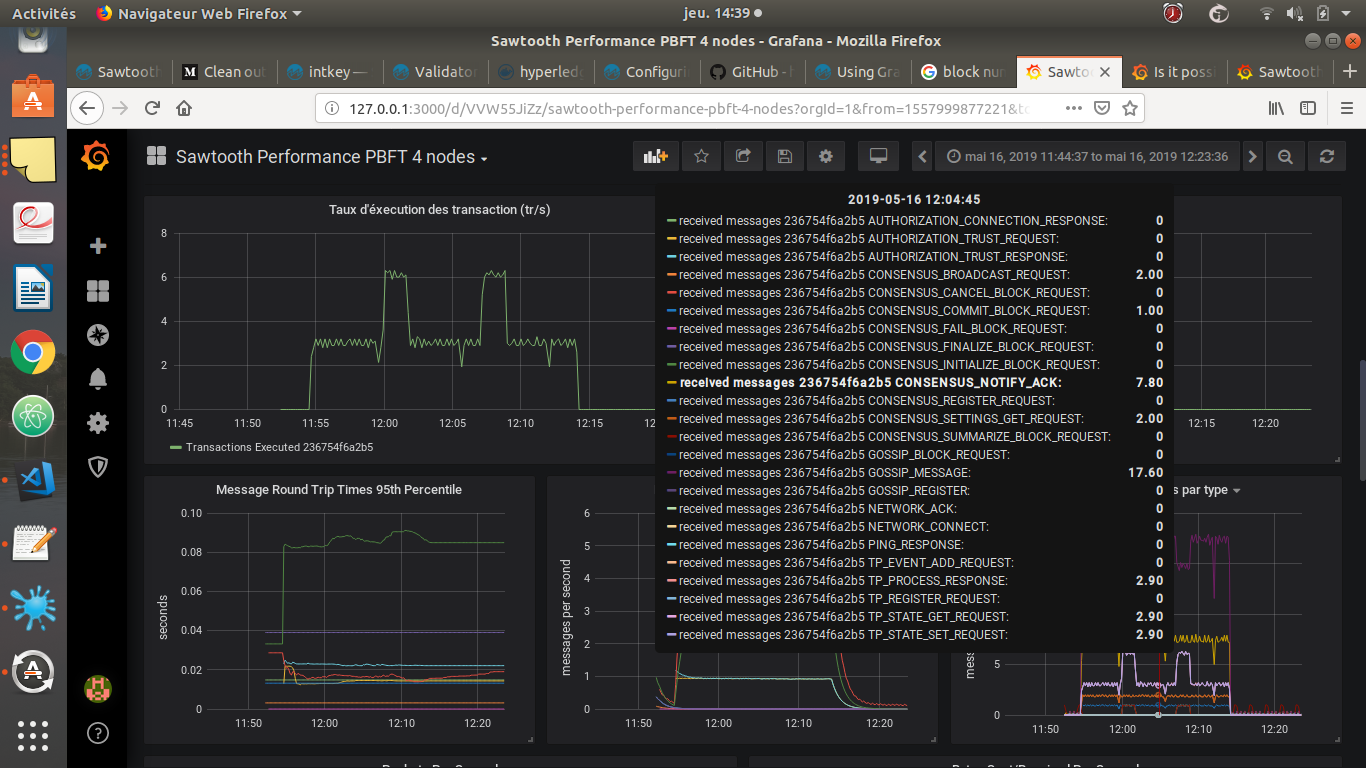 Activités
Navigateur Web Firefox
jeu. 14:39
Sawtooth Performance PBFT 4 nodes - Grafana - Mozilla Firefox
Sawtooth
Clean out
intkey —
Validator
hyperledg
Configuri
GitHub - h
Using Gra
block nur
Sawto
Is it possi
Sawtooth
127.0.0.1:3000/d/VVW55JiZz/sawtooth-performance-pbft-4-nodes?orgId=1&from=1557999877221&to
Sawtooth Performance PBFT 4 nodes
mai 16, 2019 11:44:37 to mai 16, 2019 12:23:36
Taux d'éxecution des transaction (tr/s)
8
6
4
2
0
11:45 11:50 11:55 12:00 12:05 12:10 12:15 12:20
Transactions Executed 236754f6a2b5
12:15 12:20
2019-05-16 12:04:45
received messages 236754f6a2b5 AUTHORIZATION_CONNECTION_RESPONSE: 0
received messages 236754f6a2b5 AUTHORIZATION_TRUST_REQUEST: 0
received messages 236754f6a2b5 AUTHORIZATION_TRUST_RESPONSE: 0
received messages 236754f6a2b5 CONSENSUS_BROADCAST_REQUEST: 2.00
received messages 236754f6a2b5 CONSENSUS_CANCEL_BLOCK_REQUEST: 0
received messages 236754f6a2b5 CONSENSUS_COMMIT_BLOCK_REQUEST: 1.00
received messages 236754f6a2b5 CONSENSUS_FAIL_BLOCK_REQUEST: 0
received messages 236754f6a2b5 CONSENSUS_FINALIZE_BLOCK_REQUEST: 0
received messages 236754f6a2b5 CONSENSUS_INITIALIZE_BLOCK_REQUEST: 0
received messages 236754f6a2b5 CONSENSUS_NOTIFY_ACK: 7.80
received messages 236754f6a2b5 CONSENSUS_REGISTER_REQUEST: 0
received messages 236754f6a2b5 CONSENSUS_SETTINGS_GET_REQUEST: 2.00
received messages 236754f6a2b5 CONSENSUS_SUMMARIZE_BLOCK_REQUEST: 0
received messages 236754f6a2b5 GOSSIP_BLOCK_REQUEST: 0
received messages 236754f6a2b5 GOSSIP_MESSAGE: 17.60
received messages 236754f6a2b5 GOSSIP_REGISTER: 0
received messages 236754f6a2b5 NETWORK_ACK: 0
received messages 236754f6a2b5 NETWORK_CONNECT: 0
received messages 236754f6a2b5 PING_RESPONSE: 0
received messages 236754f6a2b5 TP_EVENT_ADD_REQUEST: 0
received messages 236754f6a2b5 TP_PROCESS_RESPONSE: 2.90
received messages 236754f6a2b5 TP_REGISTER_REQUEST: 0
received messages 236754f6a2b5 TP_STATE_GET_REQUEST: 2.90
received messages 236754f6a2b5 TP_STATE_SET_REQUEST: 2.90
Message Round Trip Times 95th Percentile
seconds
0.10
0.08
0.06
0.04
0.02
0
11:50 12:00 12:10 12:20
messages per second
6
5
4
3
2
1
0
11:50 12:00 12:10 12:20
s par type
mess
5
0
11:50 12:00 12:10 12:20